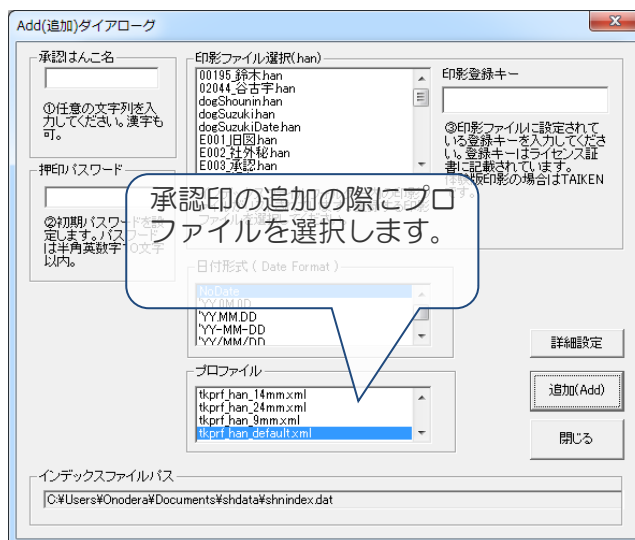 Add(追加)ダイアローグ
承認はんこ名
①任意の文字列を入
力してください。漢字も
可。
押印パスワード
②初期パスワードを設
定します。パスワード
は半角英数字10文字
以内。
印影ファイル選択(han)
00195_鈴木.han
02044_谷古宇.han
dogShounin.han
dogSuzuki.han
dogSuzukiDate.han
E001_旧図.han
E002_社外秘.han
E003_承認.han
印影登録キー
③印影ファイルに設定されて
いる登録キーを入力してくださ
い。登録キーはライセンス証
書に記載されています。
体験版印影の場合はTAIKEN
です。
承認印の追加の際にプロ
ファイルを選択します。
日付形式 ( Date Format )
NoDate
'YY.0M.0D
'YY.MM.DD
'YY-MM-DD
'YY/MM/DD
プロファイル
tkprf_han_14mm.xml
tkprf_han_24mm.xml
tkprf_han_9mm.xml
tkprf_han_default.xml
詳細設定
追加(Add)
閉じる
インデックスファイルパス
C:¥Users¥Onodera¥Documents¥shdata¥shnindex.dat